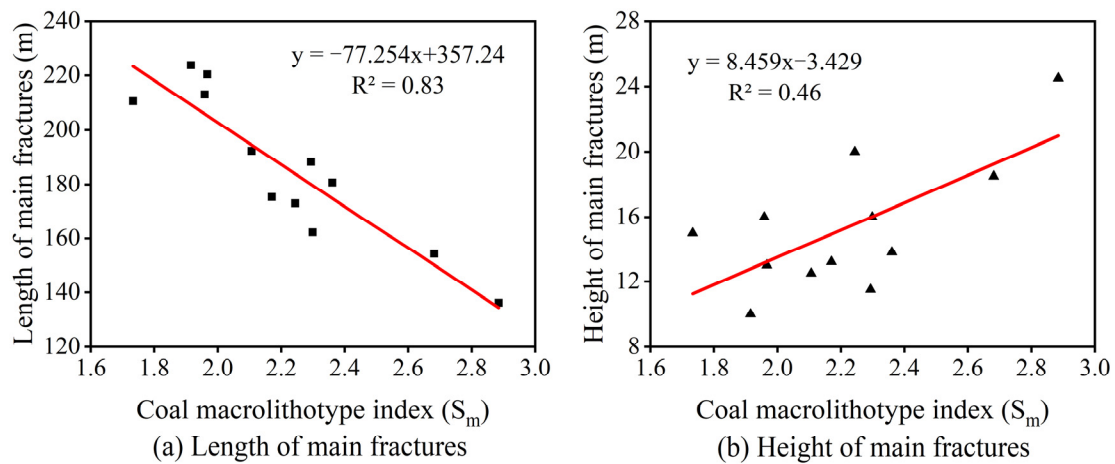 240
220
200
180
160
140
120
Length of main fractures (m)
y = −77.254x+357.24
R² = 0.83
1.6 1.8 2.0 2.2 2.4 2.6 2.8 3.0
Coal macrolithotype index (Sm)
(a) Length of main fractures
28
24
20
16
12
8
Height of main fractures (m)
y = 8.459x−3.429
R² = 0.46
1.6 1.8 2.0 2.2 2.4 2.6 2.8 3.0
Coal macrolithotype index (Sm)
(b) Height of main fractures